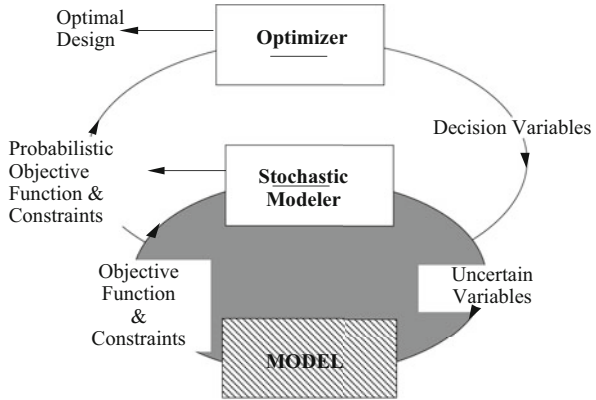 Optimal
Design
Optimizer
Decision Variables
Probabilistic
Objective
Function &
Constraints
Stochastic
Modeler
Objective
Function
&
Constraints
Uncertain
Variables
MODEL